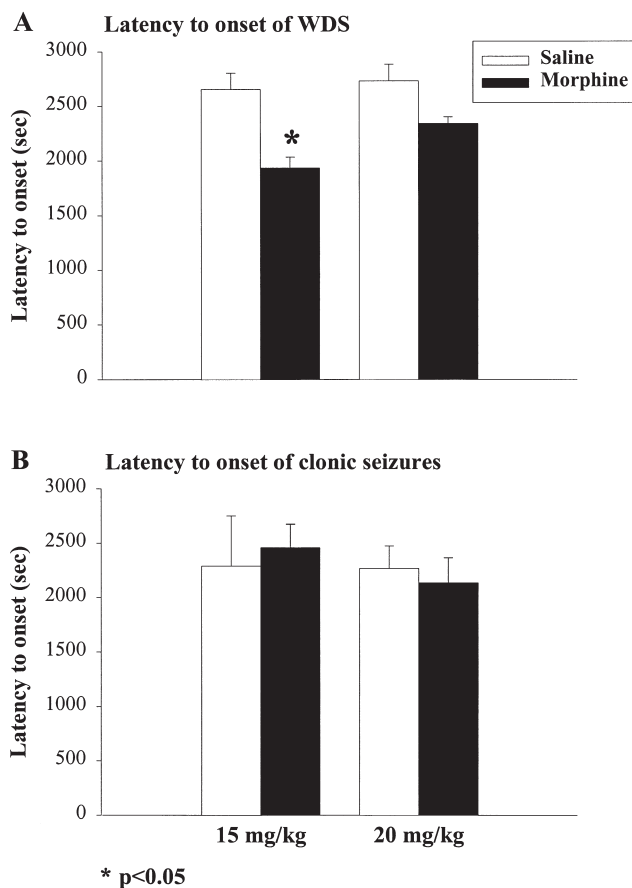 A
Latency to onset of WDS
Saline
Morphine
Latency to onset (sec)
3000
2500
2000
1500
1000
500
0
*
B
Latency to onset of clonic seizures
Latency to onset (sec)
3000
2500
2000
1500
1000
500
0
15 mg/kg
20 mg/kg
* p<0.05